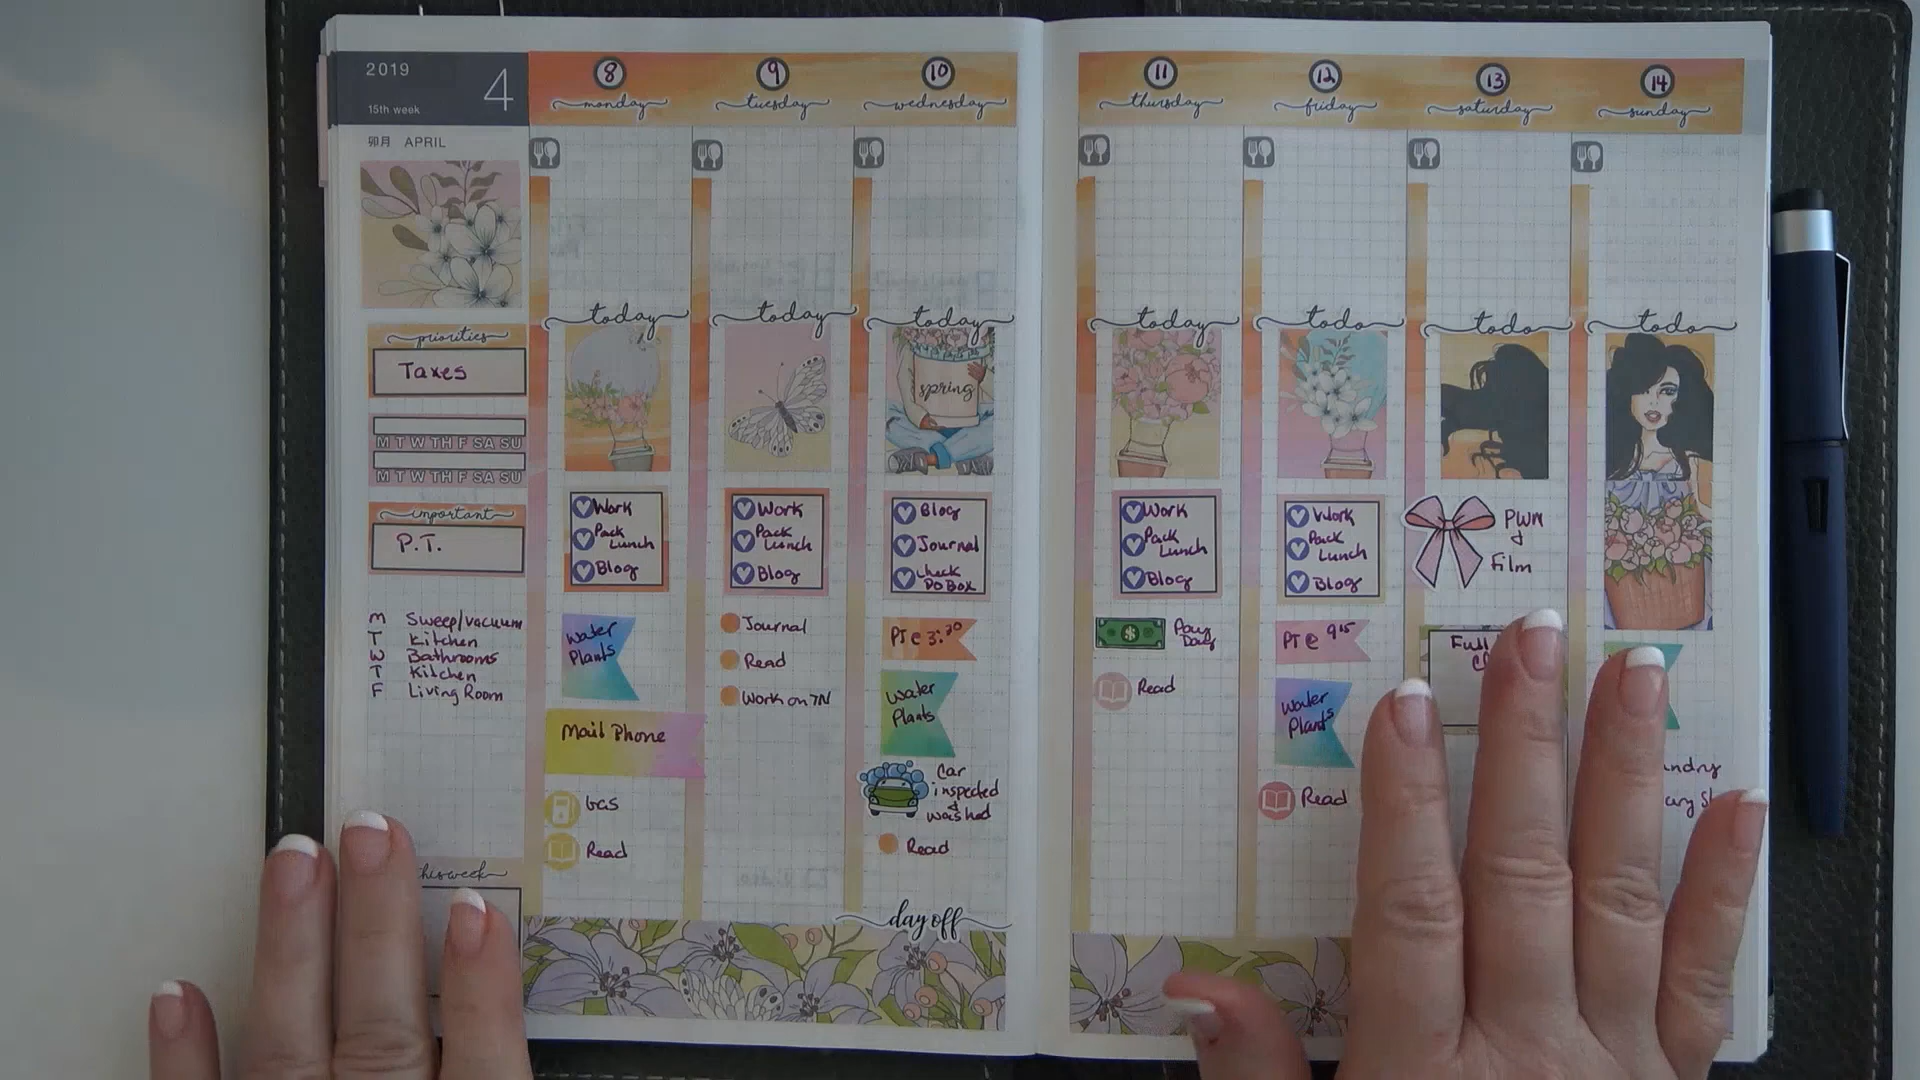 2019
4
15th week
卯月 APRIL
priorities
Taxes
M T W TH F SA SU
M T W TH F SA SU
important
P.T.
M Sweep/vacuum
T Kitchen
W Bathrooms
T Kitchen
F Living Room
this week
8
monday
today
Work
Pack
Lunch
Blog
Water
Plants
Mail Phone
Gas
Read
9
tuesday
today
Work
Pack
Lunch
Blog
Journal
Read
Work on TN
10
wednesday
today
spring
Blog
Journal
Check
PO BOX
PT @ 3:30
Water
Plants
Car
inspected
&
washed
Read
day off
11
thursday
today
Work
Pack
Lunch
Blog
Pay
Day
Read
12
friday
todo
Work
Pack
Lunch
Blog
PT @ 9:15
Water
Plants
Read
13
saturday
todo
PWM
&
Film
Full
14
sunday
todo